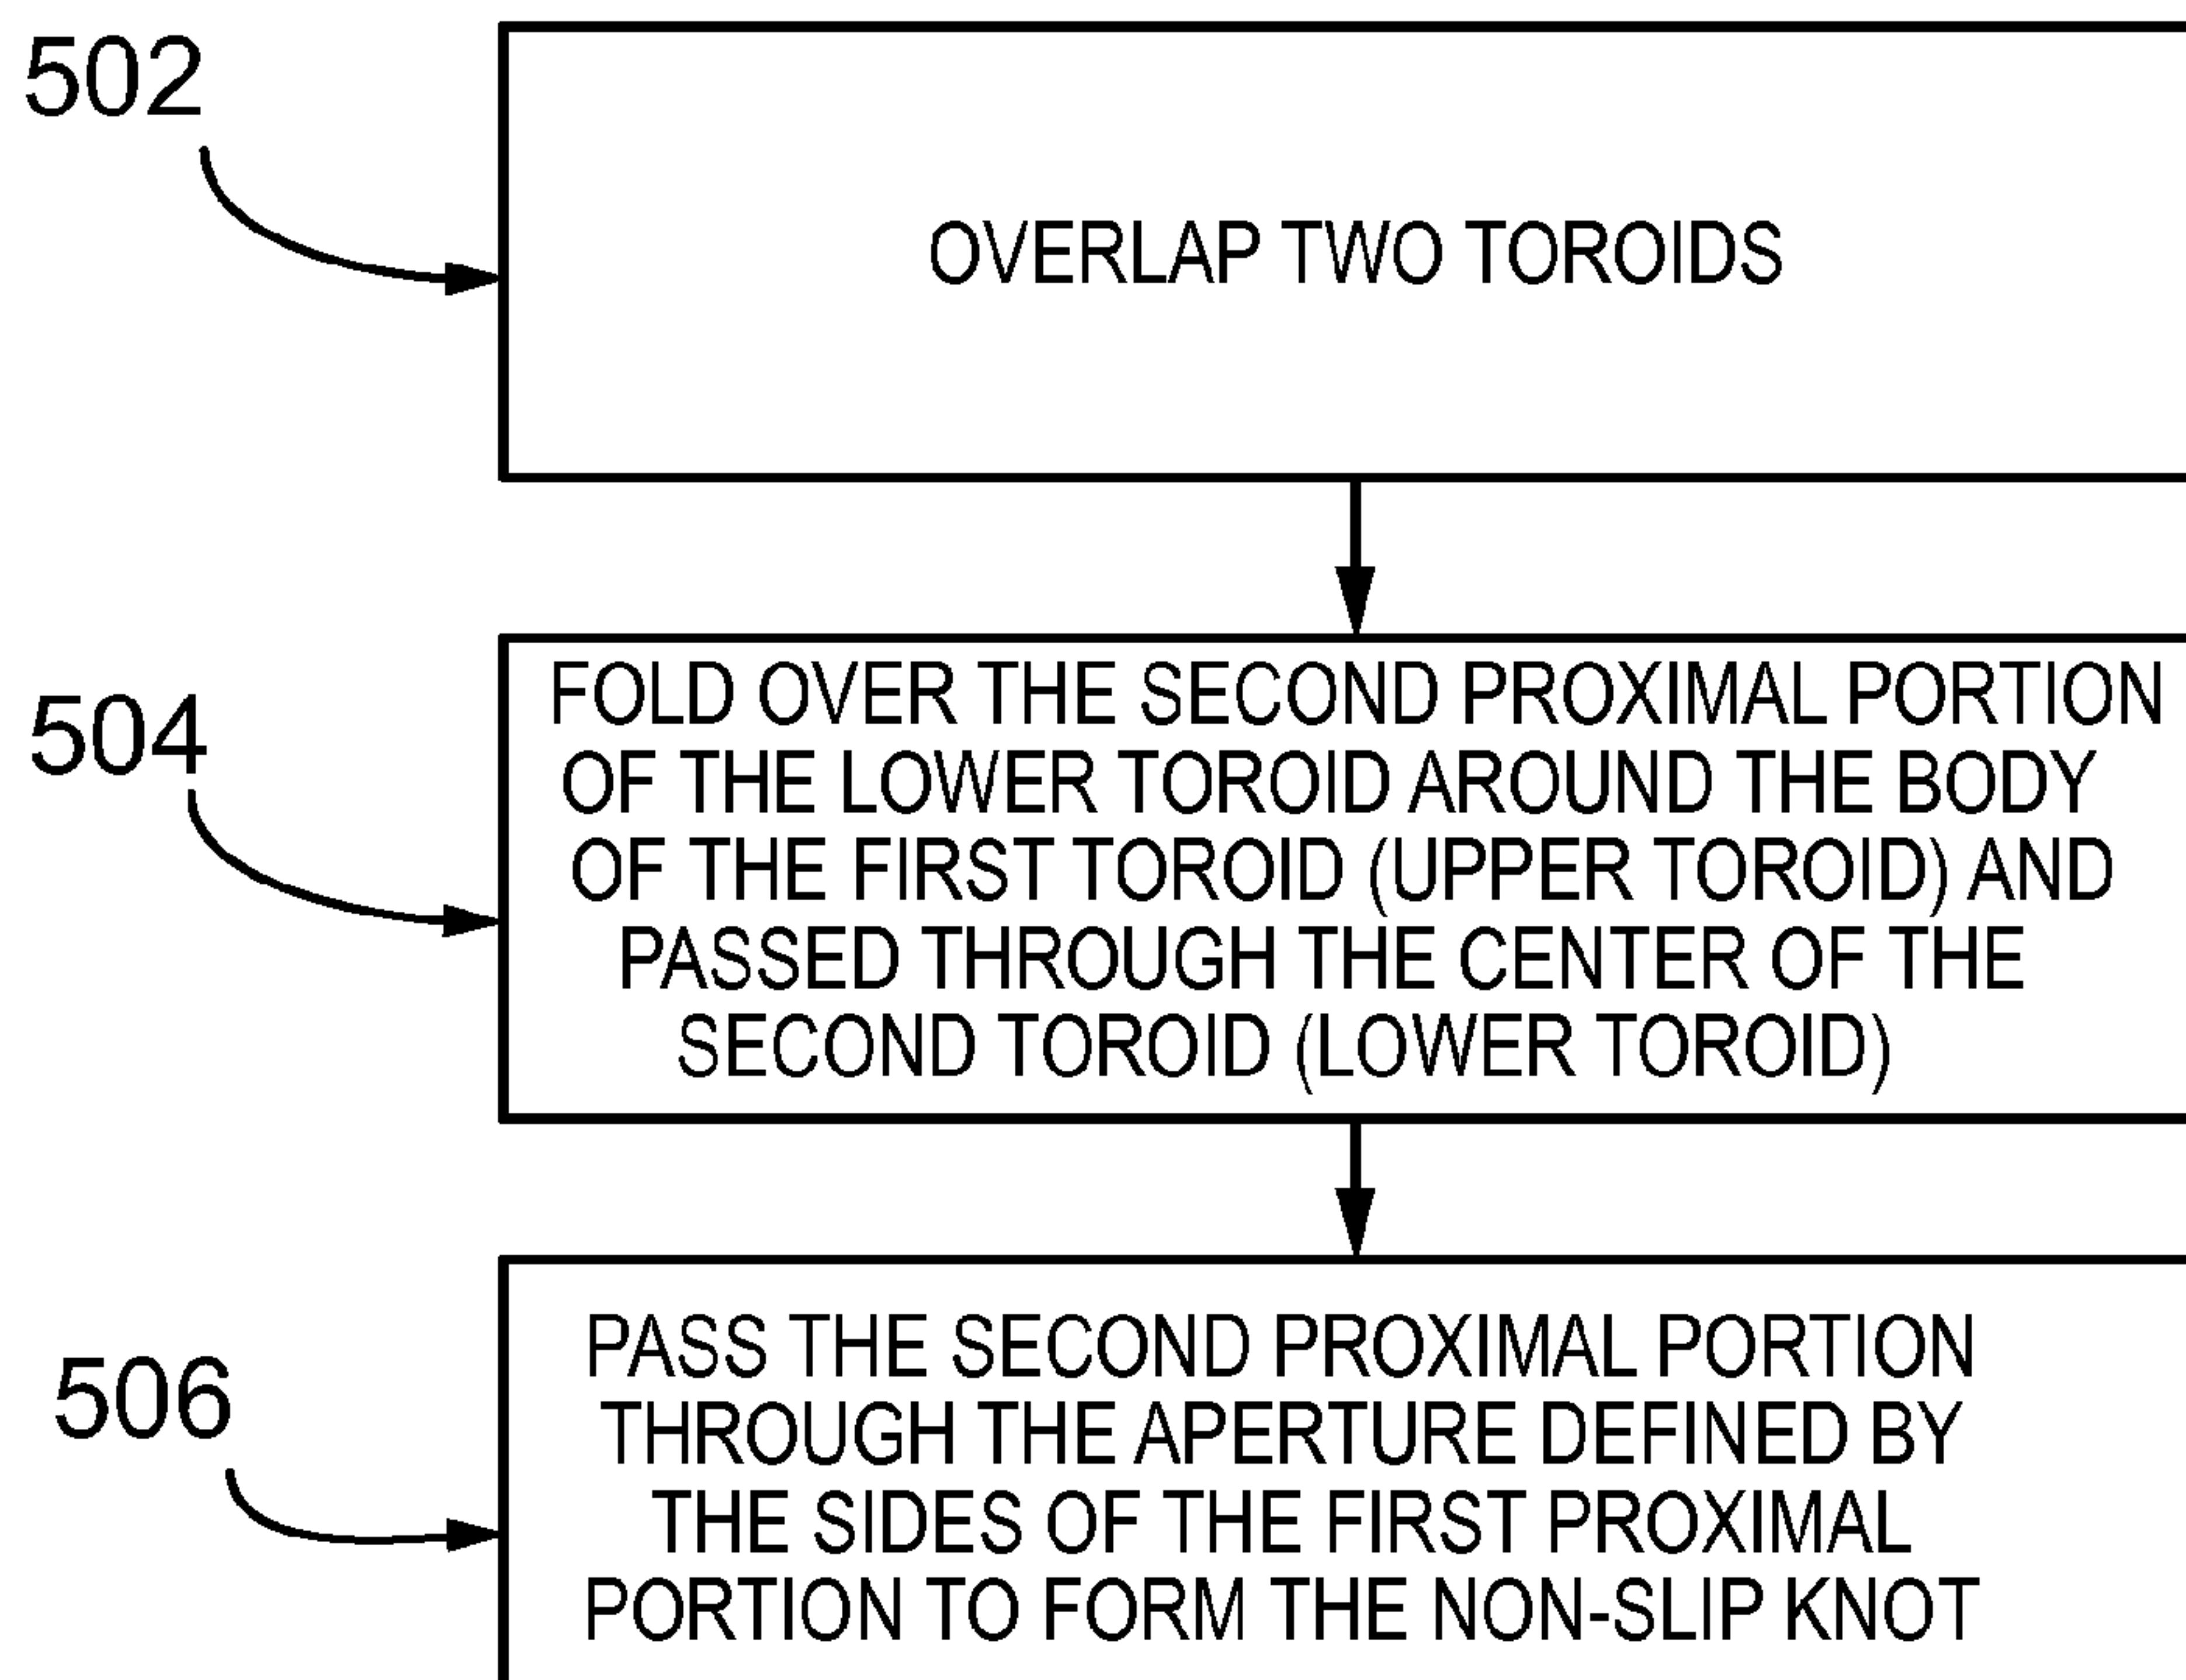 502
OVERLAP TWO TOROIDS
504
FOLD OVER THE SECOND PROXIMAL PORTION
OF THE LOWER TOROID AROUND THE BODY
OF THE FIRST TOROID (UPPER TOROID) AND
PASSED THROUGH THE CENTER OF THE
SECOND TOROID (LOWER TOROID)
506
PASS THE SECOND PROXIMAL PORTION
THROUGH THE APERTURE DEFINED BY
THE SIDES OF THE FIRST PROXIMAL
PORTION TO FORM THE NON-SLIP KNOT